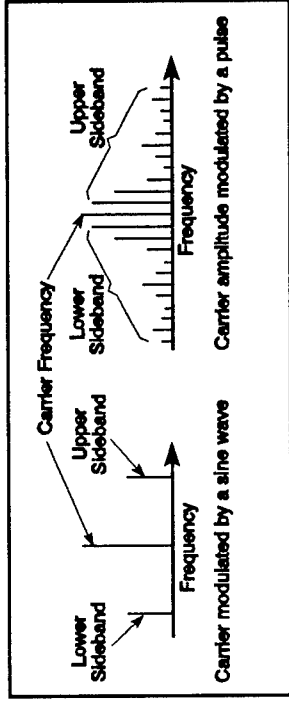 Carrier Frequency
Lower
Sideband
Upper
Sideband
Frequency
Carrier modulated by a sine wave
Lower
Sideband
Upper
Sideband
Frequency
Carrier amplitude modulated by a pulse